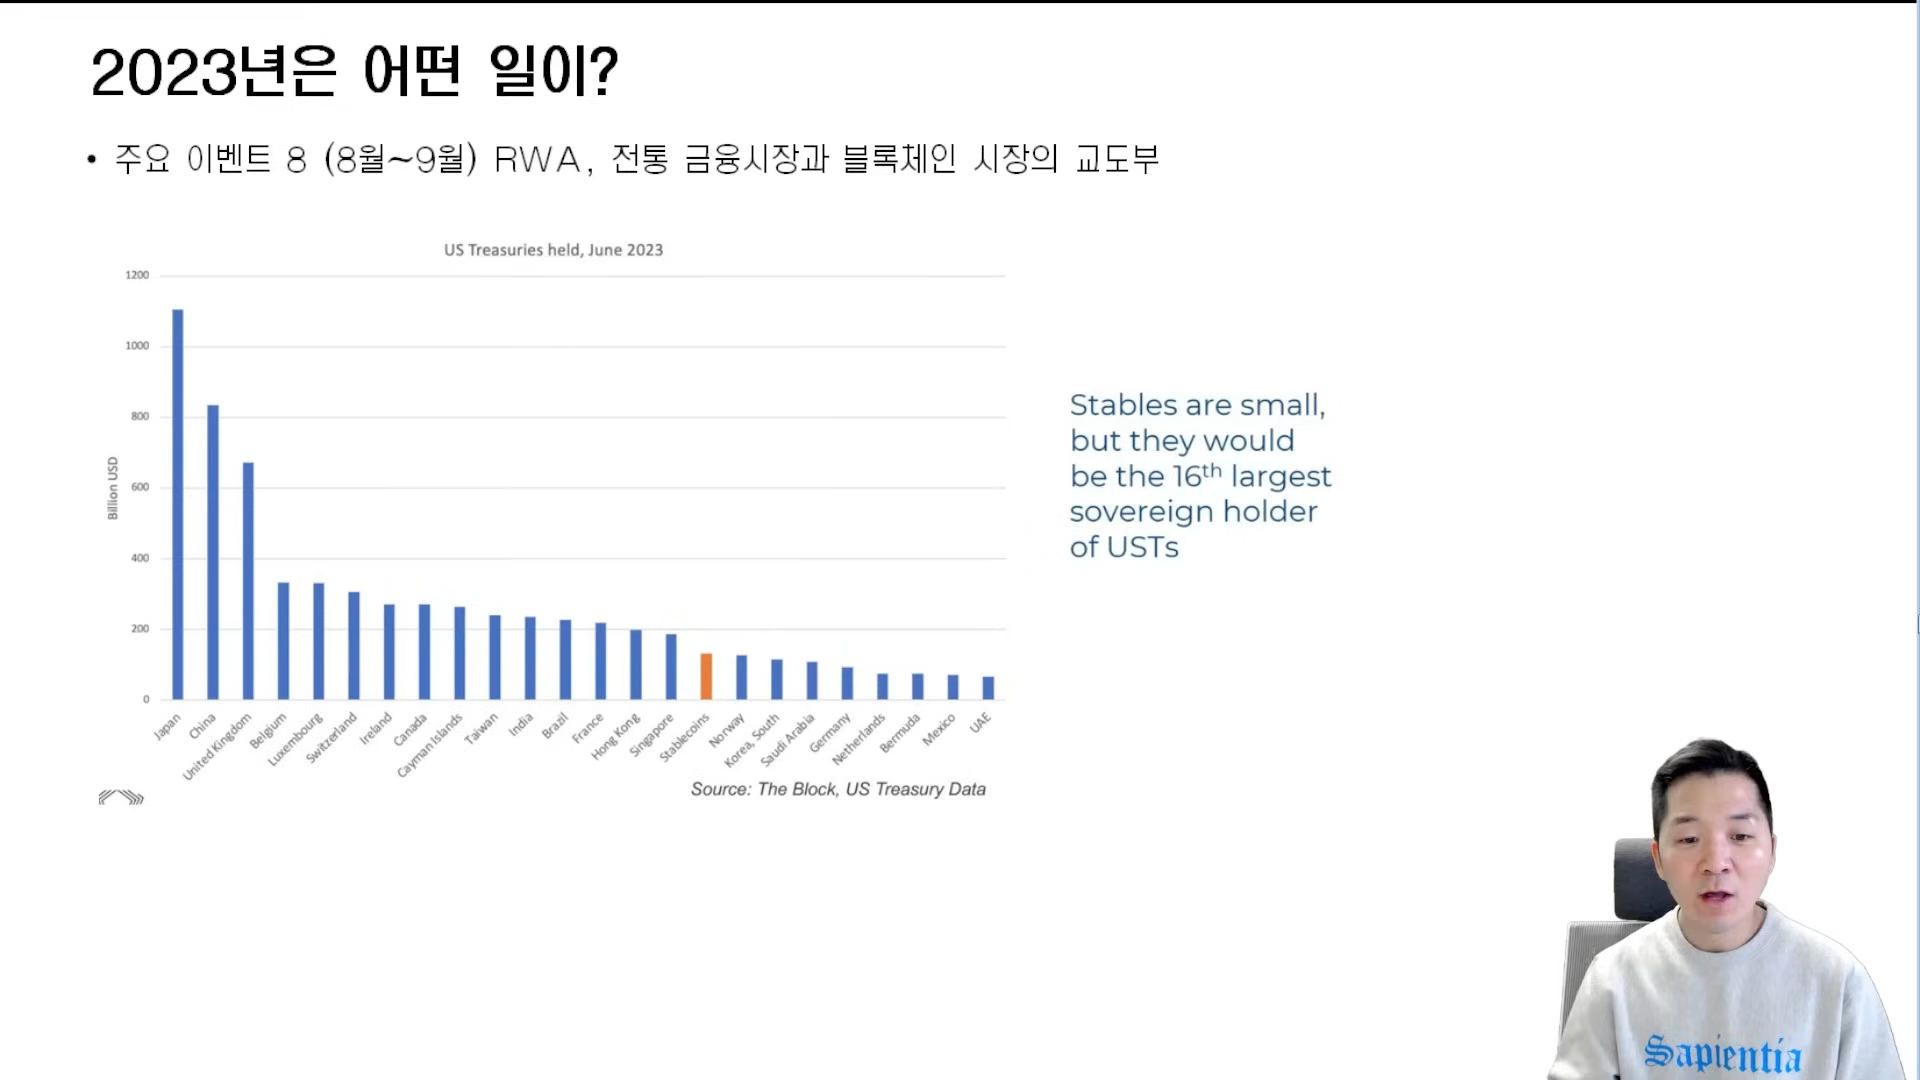 2023년은 어떤 일이?
• 주요 이벤트 8 (8월~9월) RWA, 전통 금융시장과 블록체인 시장의 교도부
US Treasuries held, June 2023
1200
1000
800
600
400
200
0
Billion USD
Japan
China
United Kingdom
Belgium
Luxembourg
Switzerland
Ireland
Canada
Cayman Islands
Taiwan
India
Brazil
France
Hong Kong
Singapore
Stablecoins
Norway
Korea, South
Saudi Arabia
Germany
Netherlands
Bermuda
Mexico
UAE
Source: The Block, US Treasury Data
Stables are small,
but they would
be the 16th largest
sovereign holder
of USTs
Sapientia